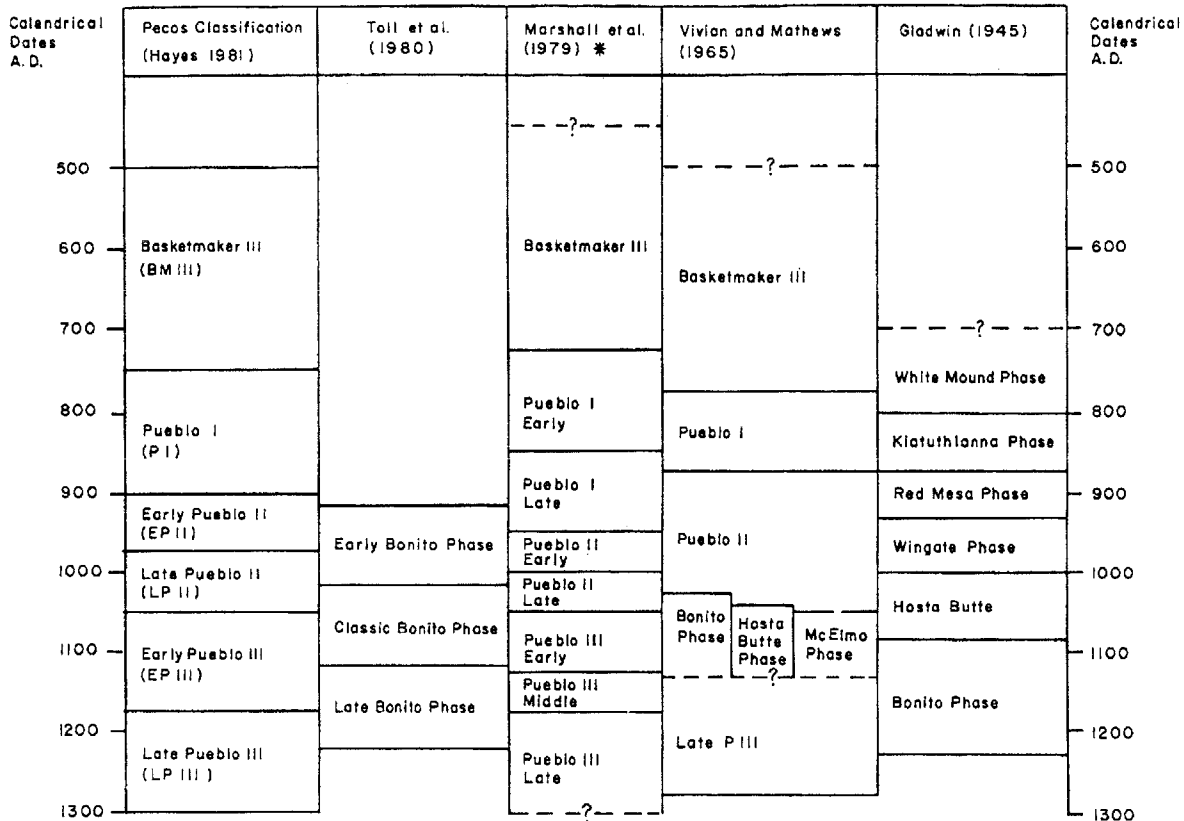 Calendrical
Dates
A.D.
Pecos Classification
(Hayes 1981)
Toll et al.
(1980)
Marshall et al.
(1979) *
Vivian and Mathews
(1965)
Gladwin (1945)
Calendrical
Dates
A.D.
500
600
700
800
900
1000
1100
1200
1300
Basketmaker III
(BM III)
Pueblo I
(P I)
Early Pueblo II
(EP II)
Late Pueblo II
(LP II)
Early Pueblo III
(EP III)
Late Pueblo III
(LP III)
Early Bonito Phase
Classic Bonito Phase
Late Bonito Phase
?
Basketmaker III
Pueblo I
Early
Pueblo I
Late
Pueblo II
Early
Pueblo II
Late
Pueblo III
Early
Pueblo III
Middle
Pueblo III
Late
?
?
Basketmaker III
Pueblo I
Pueblo II
Bonito
Phase
Hosta
Butte
Phase
McElmo
Phase
?
Late P III
?
White Mound Phase
Kiatuthlanna Phase
Red Mesa Phase
Wingate Phase
Hosta Butte
Bonito Phase
500
600
700
800
900
1000
1100
1200
1300